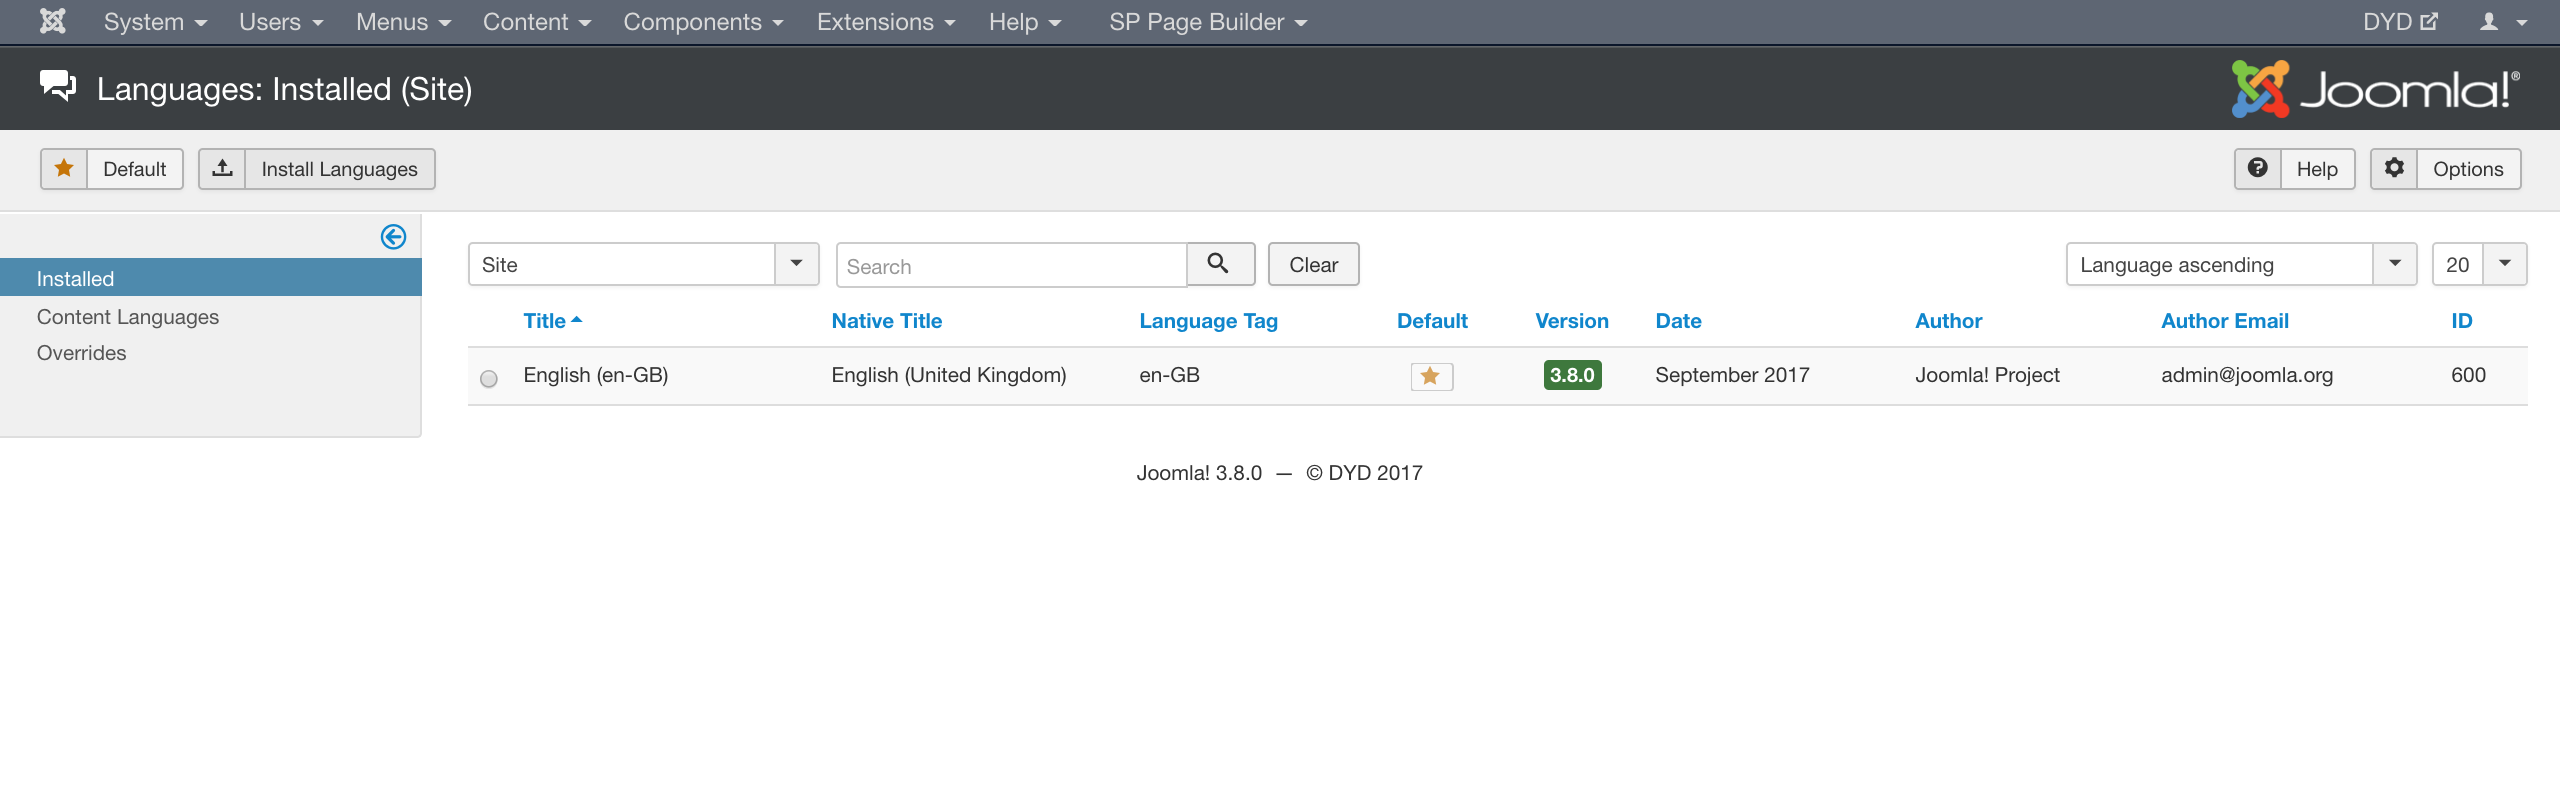 System Users Menus Content Components Extensions Help SP Page Builder DYD
Languages: Installed (Site) Joomla!®
Default Install Languages Help Options
Site Search Clear Language ascending 20
Installed
Content Languages
Overrides
Title Native Title Language Tag Default Version Date Author Author Email ID
English (en-GB) English (United Kingdom) en-GB 3.8.0 September 2017 Joomla! Project admin@joomla.org 600
Joomla! 3.8.0 — © DYD 2017